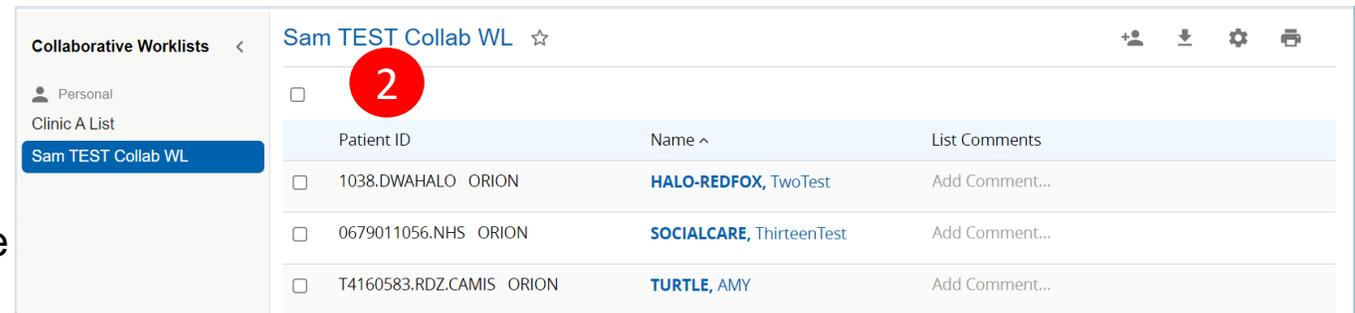 Collaborative Worklists <
Personal
Clinic A List
Sam TEST Collab WL
e
Sam TEST Collab WL
2
Patient ID Name List Comments
1038.DWAHALO ORION HALO-REDFOX, TwoTest Add Comment...
0679011056.NHS ORION SOCIALCARE, ThirteenTest Add Comment...
T4160583.RDZ.CAMIS ORION TURTLE, AMY Add Comment...